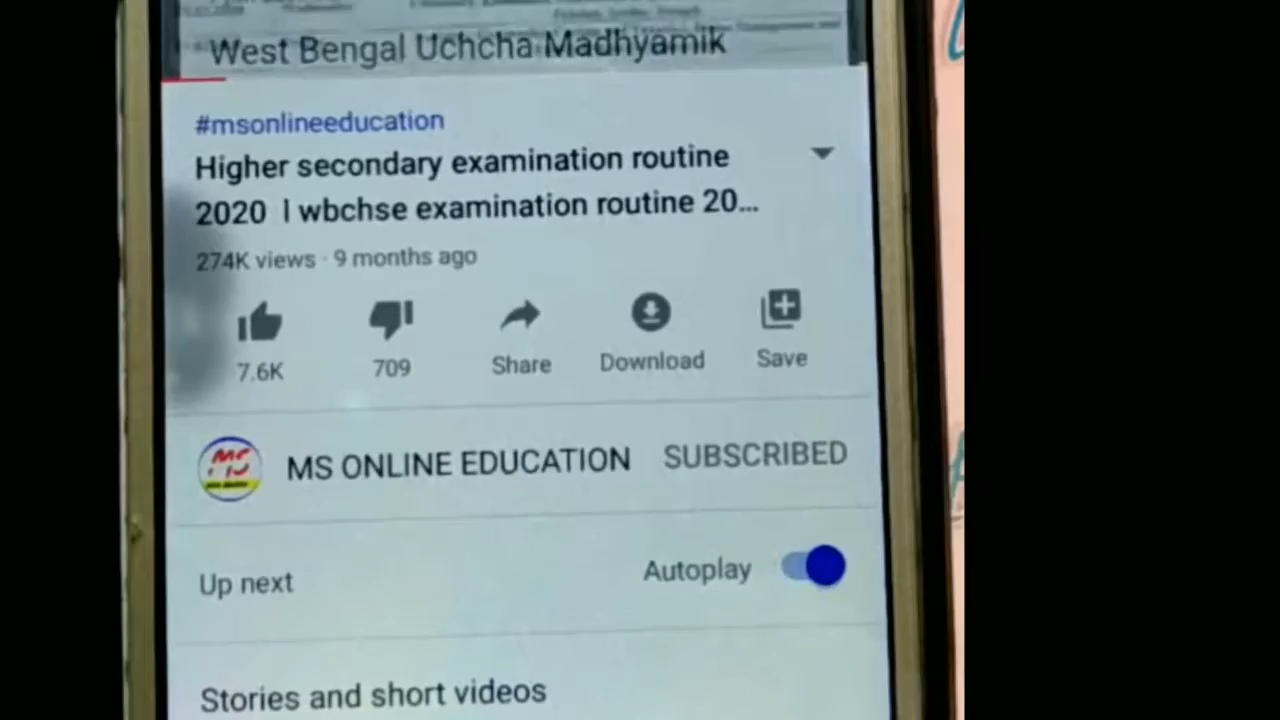 West Bengal Uchcha Madhyamik
#msonlineeducation
Higher secondary examination routine
2020 | wbchse examination routine 20...
274K views · 9 months ago
7.6K
709
Share
Download
Save
MS ONLINE EDUCATION
SUBSCRIBED
Up next
Autoplay
Stories and short videos